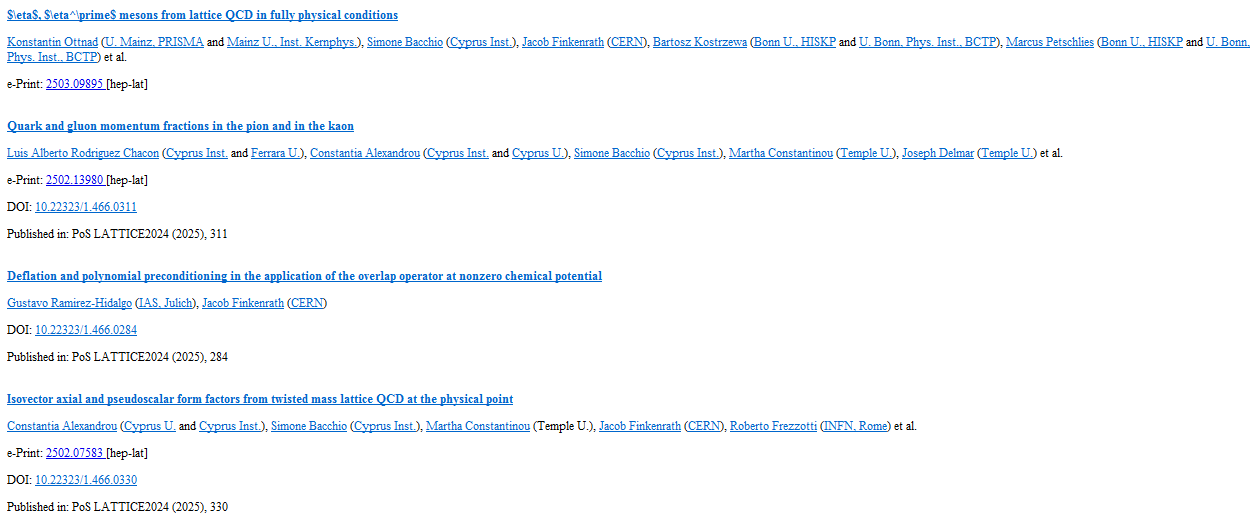 $\eta$, $\eta^\prime$ mesons from lattice QCD in fully physical conditions
Konstantin Ottnad (U. Mainz, PRISMA and Mainz U., Inst. Kernphys.), Simone Bacchio (Cyprus Inst.), Jacob Finkenrath (CERN), Bartosz Kostrzewa (Bonn U., HISKP and U. Bonn, Phys. Inst., BCTP), Marcus Petschlies (Bonn U., HISKP and U. Bonn,
Phys. Inst., BCTP) et al.
e-Print: 2503.09895 [hep-lat]
Quark and gluon momentum fractions in the pion and in the kaon
Luis Alberto Rodriguez Chacon (Cyprus Inst. and Ferrara U.), Constantia Alexandrou (Cyprus Inst. and Cyprus U.), Simone Bacchio (Cyprus Inst.), Martha Constantinou (Temple U.), Joseph Delmar (Temple U.) et al.
e-Print: 2502.13980 [hep-lat]
DOI: 10.22323/1.466.0311
Published in: PoS LATTICE2024 (2025), 311
Deflation and polynomial preconditioning in the application of the overlap operator at nonzero chemical potential
Gustavo Ramirez-Hidalgo (IAS, Julich), Jacob Finkenrath (CERN)
DOI: 10.22323/1.466.0284
Published in: PoS LATTICE2024 (2025), 284
Isovector axial and pseudoscalar form factors from twisted mass lattice QCD at the physical point
Constantia Alexandrou (Cyprus U. and Cyprus Inst.), Simone Bacchio (Cyprus Inst.), Martha Constantinou (Temple U.), Jacob Finkenrath (CERN), Roberto Frezzotti (INFN, Rome) et al.
e-Print: 2502.07583 [hep-lat]
DOI: 10.22323/1.466.0330
Published in: PoS LATTICE2024 (2025), 330